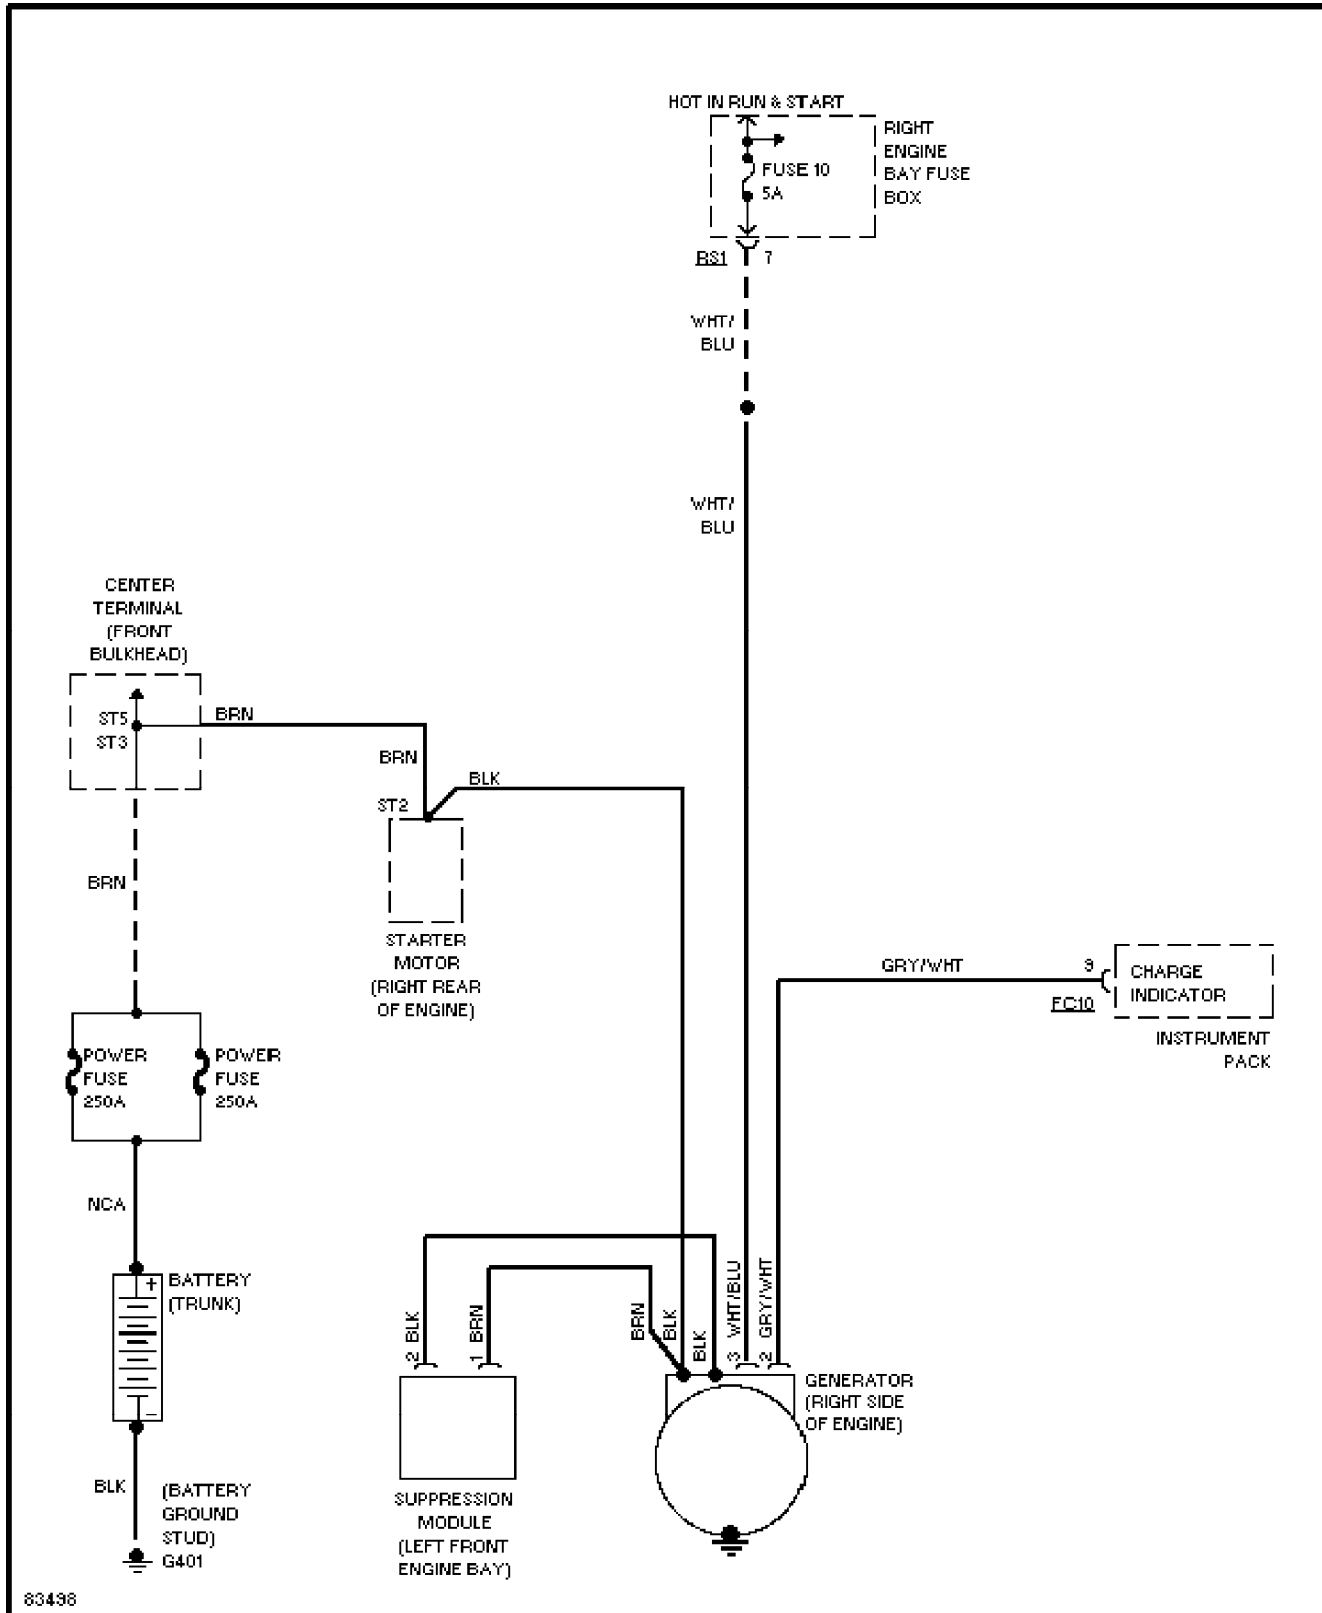 HOT IN RUN & START
RIGHT
ENGINE
BAY FUSE
BOX
FUSE 10
5A
RS1 7
WHT/
BLU
WHT/
BLU
CENTER
TERMINAL
(FRONT
BULKHEAD)
ST5
ST3
BRN
BRN
BLK
ST2
BRN
STARTER
MOTOR
(RIGHT REAR
OF ENGINE)
GRY/WHT
9
FC10
CHARGE
INDICATOR
INSTRUMENT
PACK
POWER
FUSE
250A
POWER
FUSE
250A
NCA
+
BATTERY
(TRUNK)
–
BLK
(BATTERY
GROUND
STUD)
G401
2 BLK
1 BRN
BRN
BLK
BLK
3 WHT/BLU
2 GRY/WHT
GENERATOR
(RIGHT SIDE
OF ENGINE)
SUPPRESSION
MODULE
(LEFT FRONT
ENGINE BAY)
83498